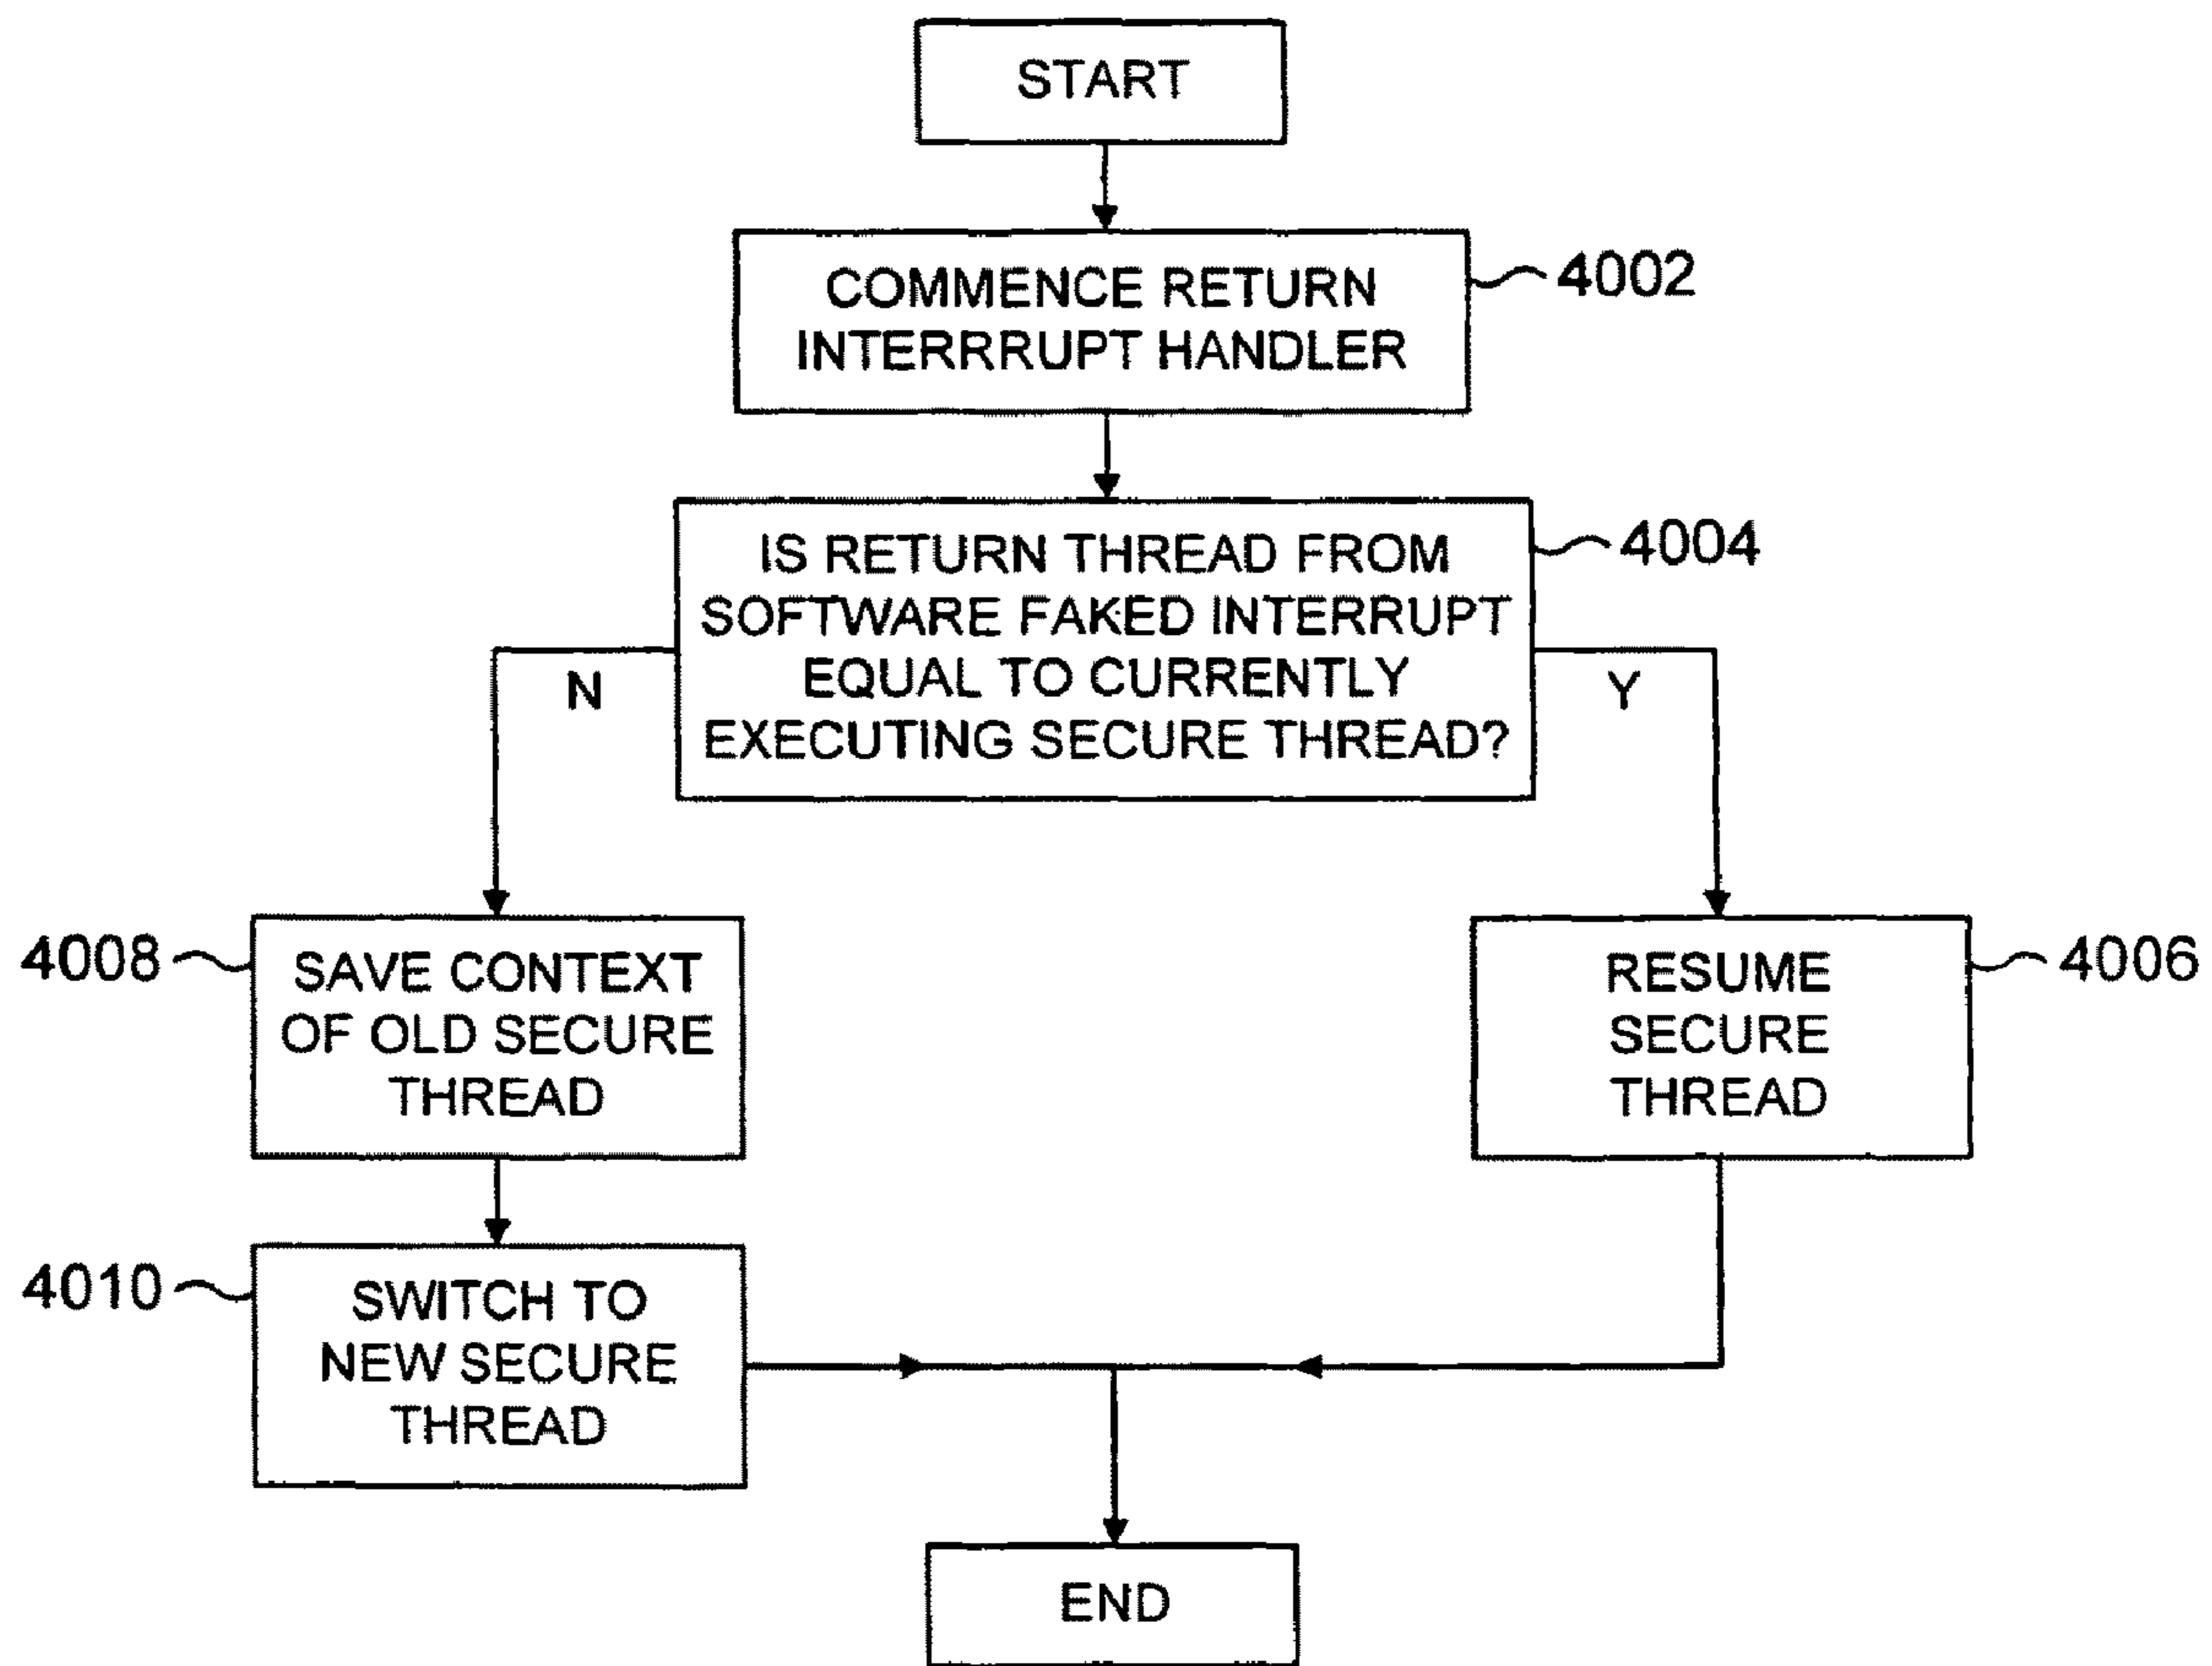 START
COMMENCE RETURN
INTERRRUPT HANDLER
4002
IS RETURN THREAD FROM
SOFTWARE FAKED INTERRUPT
EQUAL TO CURRENTLY
EXECUTING SECURE THREAD?
4004
N
Y
4008
SAVE CONTEXT
OF OLD SECURE
THREAD
RESUME
SECURE
THREAD
4006
4010
SWITCH TO
NEW SECURE
THREAD
END